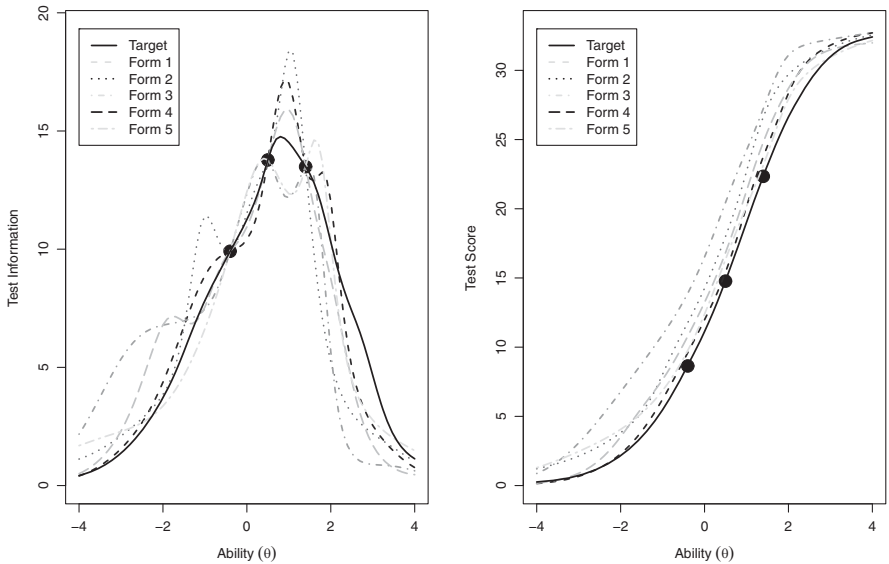 Target
Form 1
Form 2
Form 3
Form 4
Form 5
Test Information
20
15
10
5
0
−4
−2
0
2
4
Ability (θ)
Target
Form 1
Form 2
Form 3
Form 4
Form 5
Test Score
30
25
20
15
10
5
0
−4
−2
0
2
4
Ability (θ)